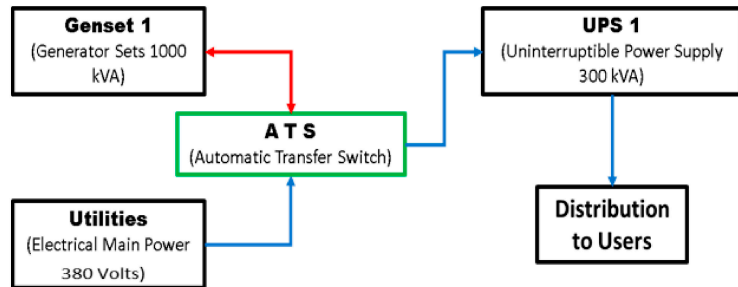 Genset 1
(Generator Sets 1000
kVA)
UPS 1
(Uninterruptible Power Supply
300 kVA)
A T S
(Automatic Transfer Switch)
Utilities
(Electrical Main Power
380 Volts)
Distribution
to Users